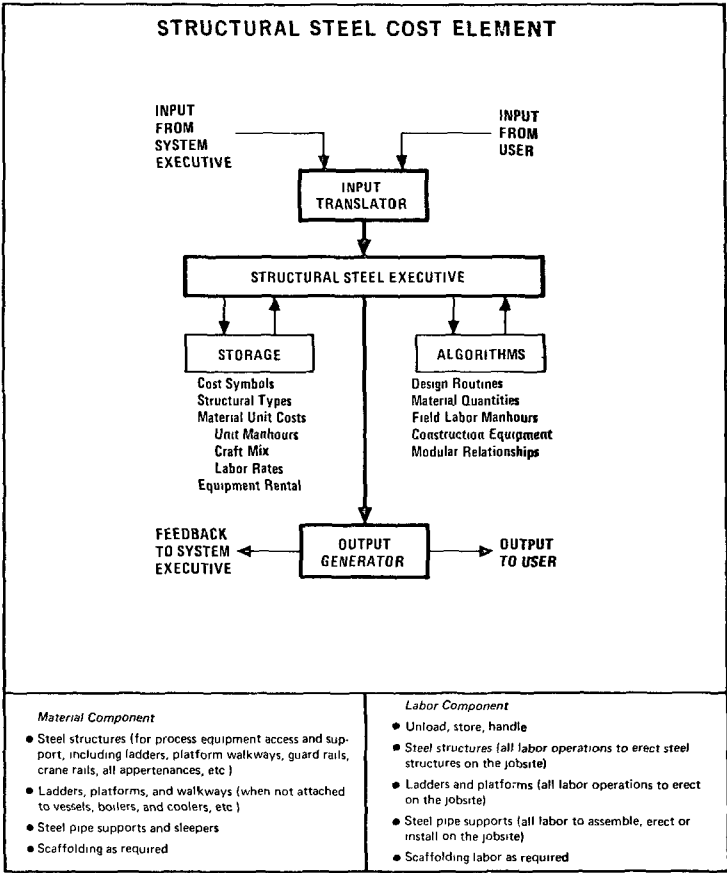 STRUCTURAL STEEL COST ELEMENT
INPUT
FROM
SYSTEM
EXECUTIVE
INPUT
FROM
USER
INPUT
TRANSLATOR
STRUCTURAL STEEL EXECUTIVE
STORAGE
Cost Symbols
Structural Types
Material Unit Costs
Unit Manhours
Craft Mix
Labor Rates
Equipment Rental
ALGORITHMS
Design Routines
Material Quantities
Field Labor Manhours
Construction Equipment
Modular Relationships
FEEDBACK
TO SYSTEM
EXECUTIVE
OUTPUT
GENERATOR
OUTPUT
TO USER
Material Component
● Steel structures (for process equipment access and sup-
port, including ladders, platform walkways, guard rails,
crane rails, all appertenances, etc )
● Ladders, platforms, and walkways (when not attached
to vessels, boilers, and coolers, etc )
● Steel pipe supports and sleepers
● Scaffolding as required
Labor Component
● Unload, store, handle
● Steel structures (all labor operations to erect steel
structures on the jobsite)
● Ladders and platforms (all labor operations to erect
on the jobsite)
● Steel pipe supports (all labor to assemble, erect or
install on the jobsite)
● Scaffolding labor as required